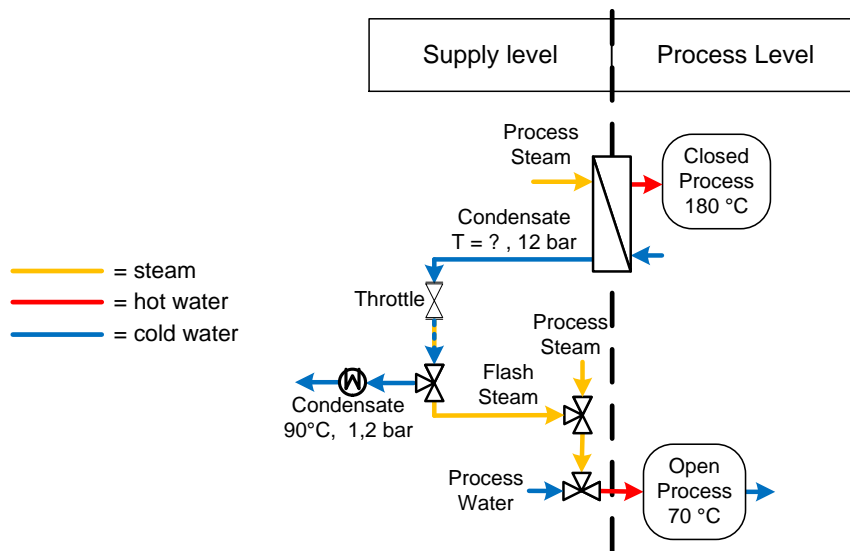 Supply level
Process Level
Process
Steam
Closed
Process
180 °C
Condensate
T = ? , 12 bar
= steam
= hot water
= cold water
Throttle
Process
Steam
Flash
Steam
Condensate
90°C, 1,2 bar
Process
Water
Open
Process
70 °C